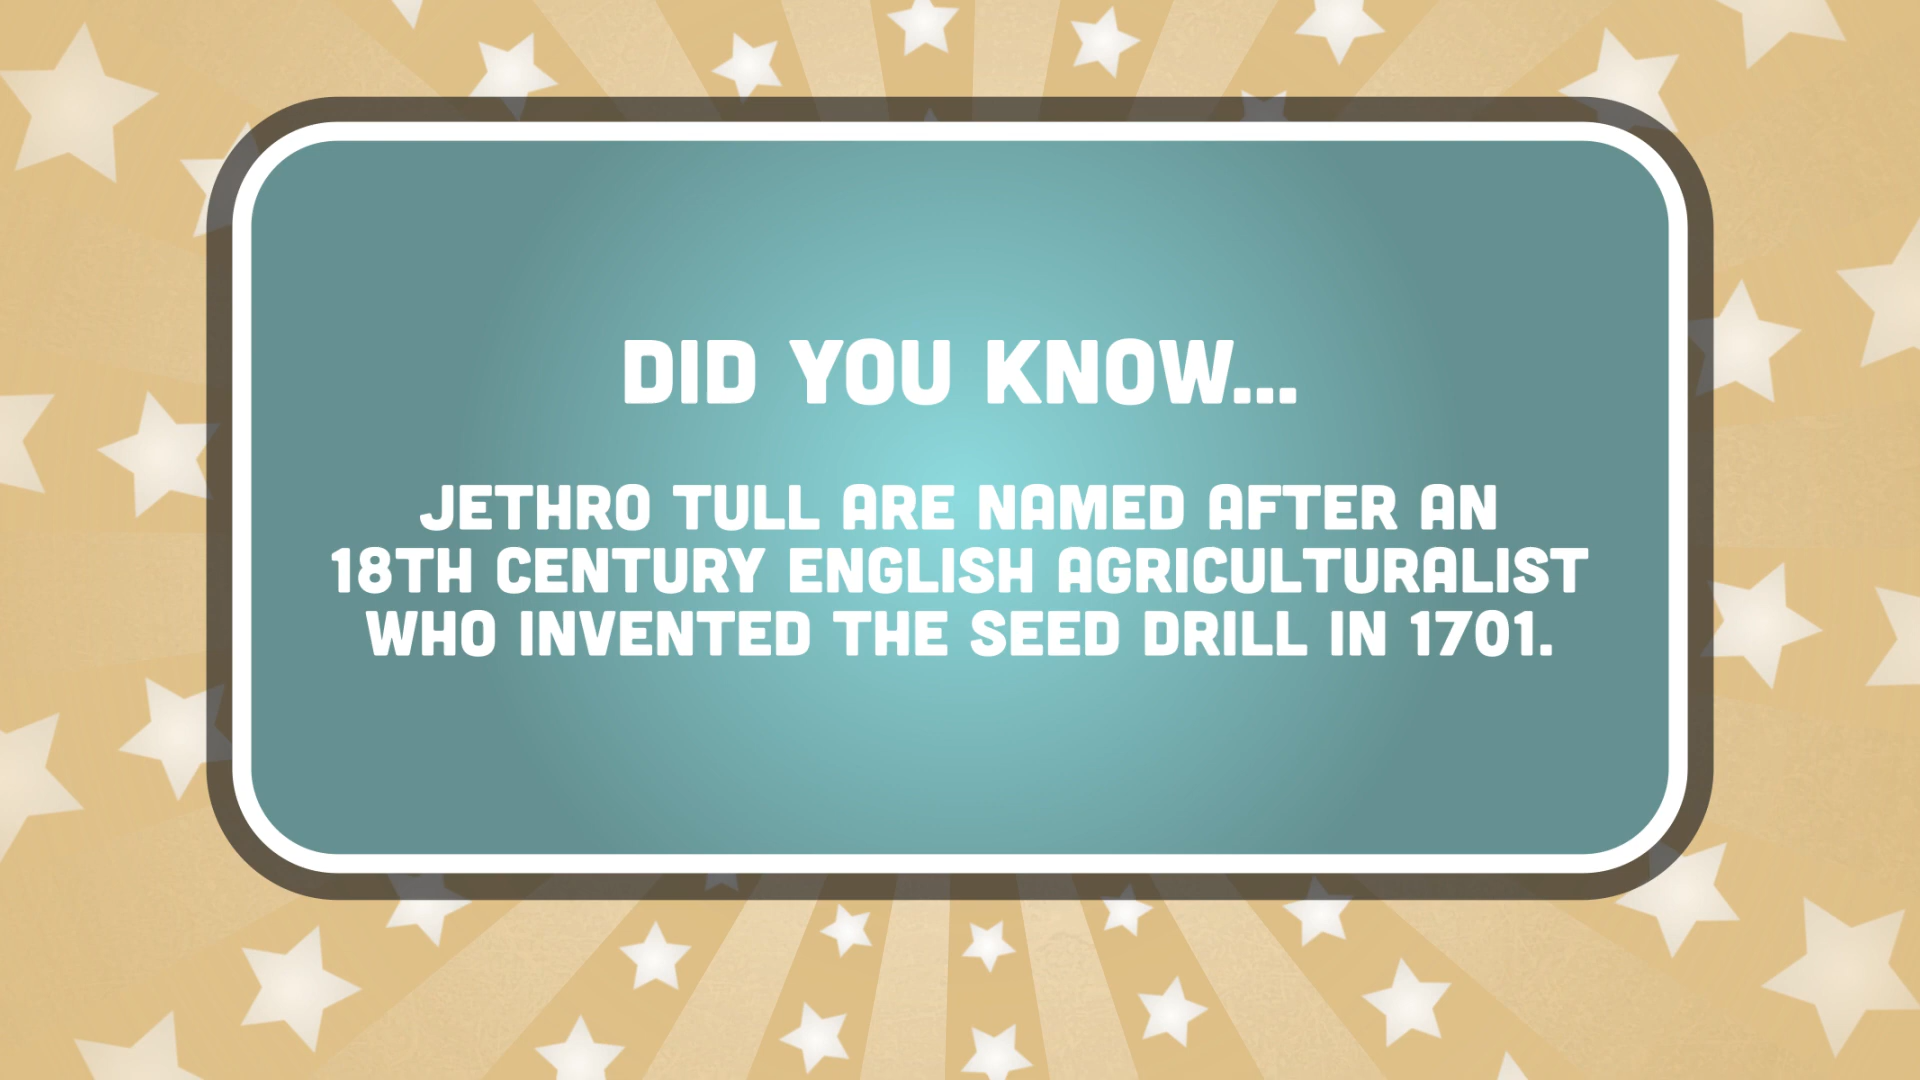 DID YOU KNOW...
JETHRO TULL ARE NAMED AFTER AN
18TH CENTURY ENGLISH AGRICULTURALIST
WHO INVENTED THE SEED DRILL IN 1701.